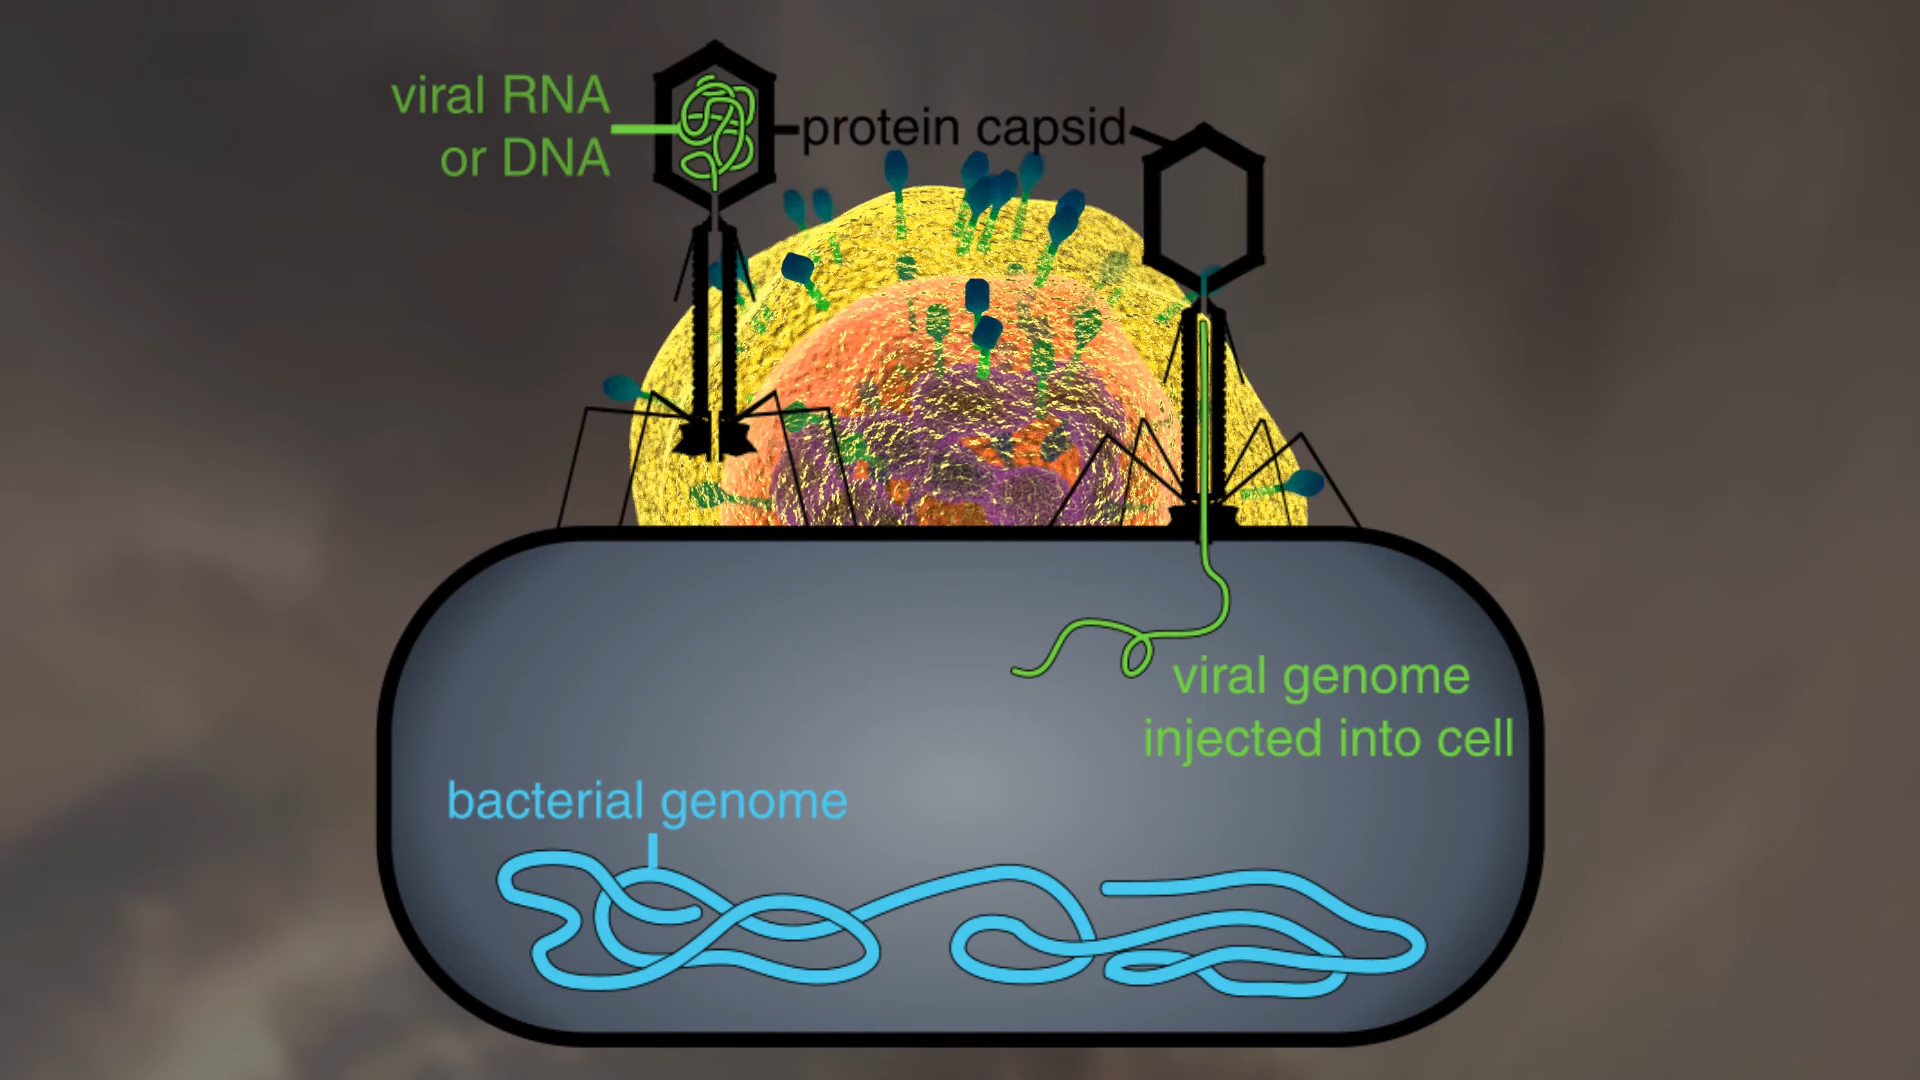 viral RNA
or DNA
protein capsid
viral genome
injected into cell
bacterial genome